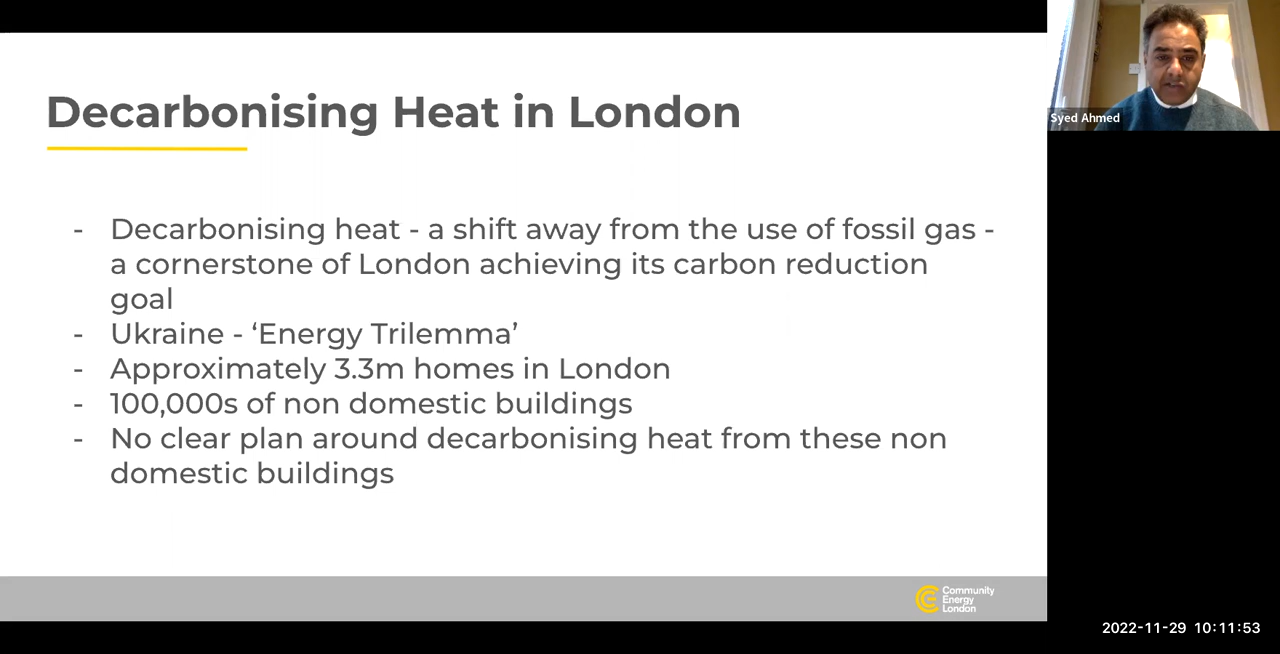 Decarbonising Heat in London
- Decarbonising heat - a shift away from the use of fossil gas -
a cornerstone of London achieving its carbon reduction
goal
- Ukraine - ‘Energy Trilemma’
- Approximately 3.3m homes in London
- 100,000s of non domestic buildings
- No clear plan around decarbonising heat from these non
domestic buildings
Community
Energy
London
Syed Ahmed
2022-11-29 10:11:53